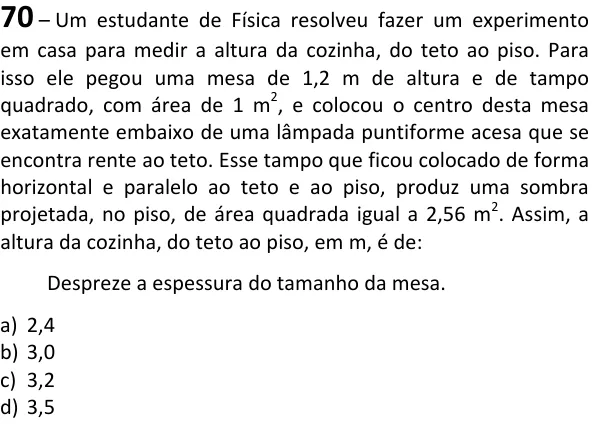 70 – Um estudante de Física resolveu fazer um experimento
em casa para medir a altura da cozinha, do teto ao piso. Para
isso ele pegou uma mesa de 1,2 m de altura e de tampo
quadrado, com área de 1 m², e colocou o centro desta mesa
exatamente embaixo de uma lâmpada puntiforme acesa que se
encontra rente ao teto. Esse tampo que ficou colocado de forma
horizontal e paralelo ao teto e ao piso, produz uma sombra
projetada, no piso, de área quadrada igual a 2,56 m². Assim, a
altura da cozinha, do teto ao piso, em m, é de:
Despreze a espessura do tamanho da mesa.
a) 2,4
b) 3,0
c) 3,2
d) 3,5